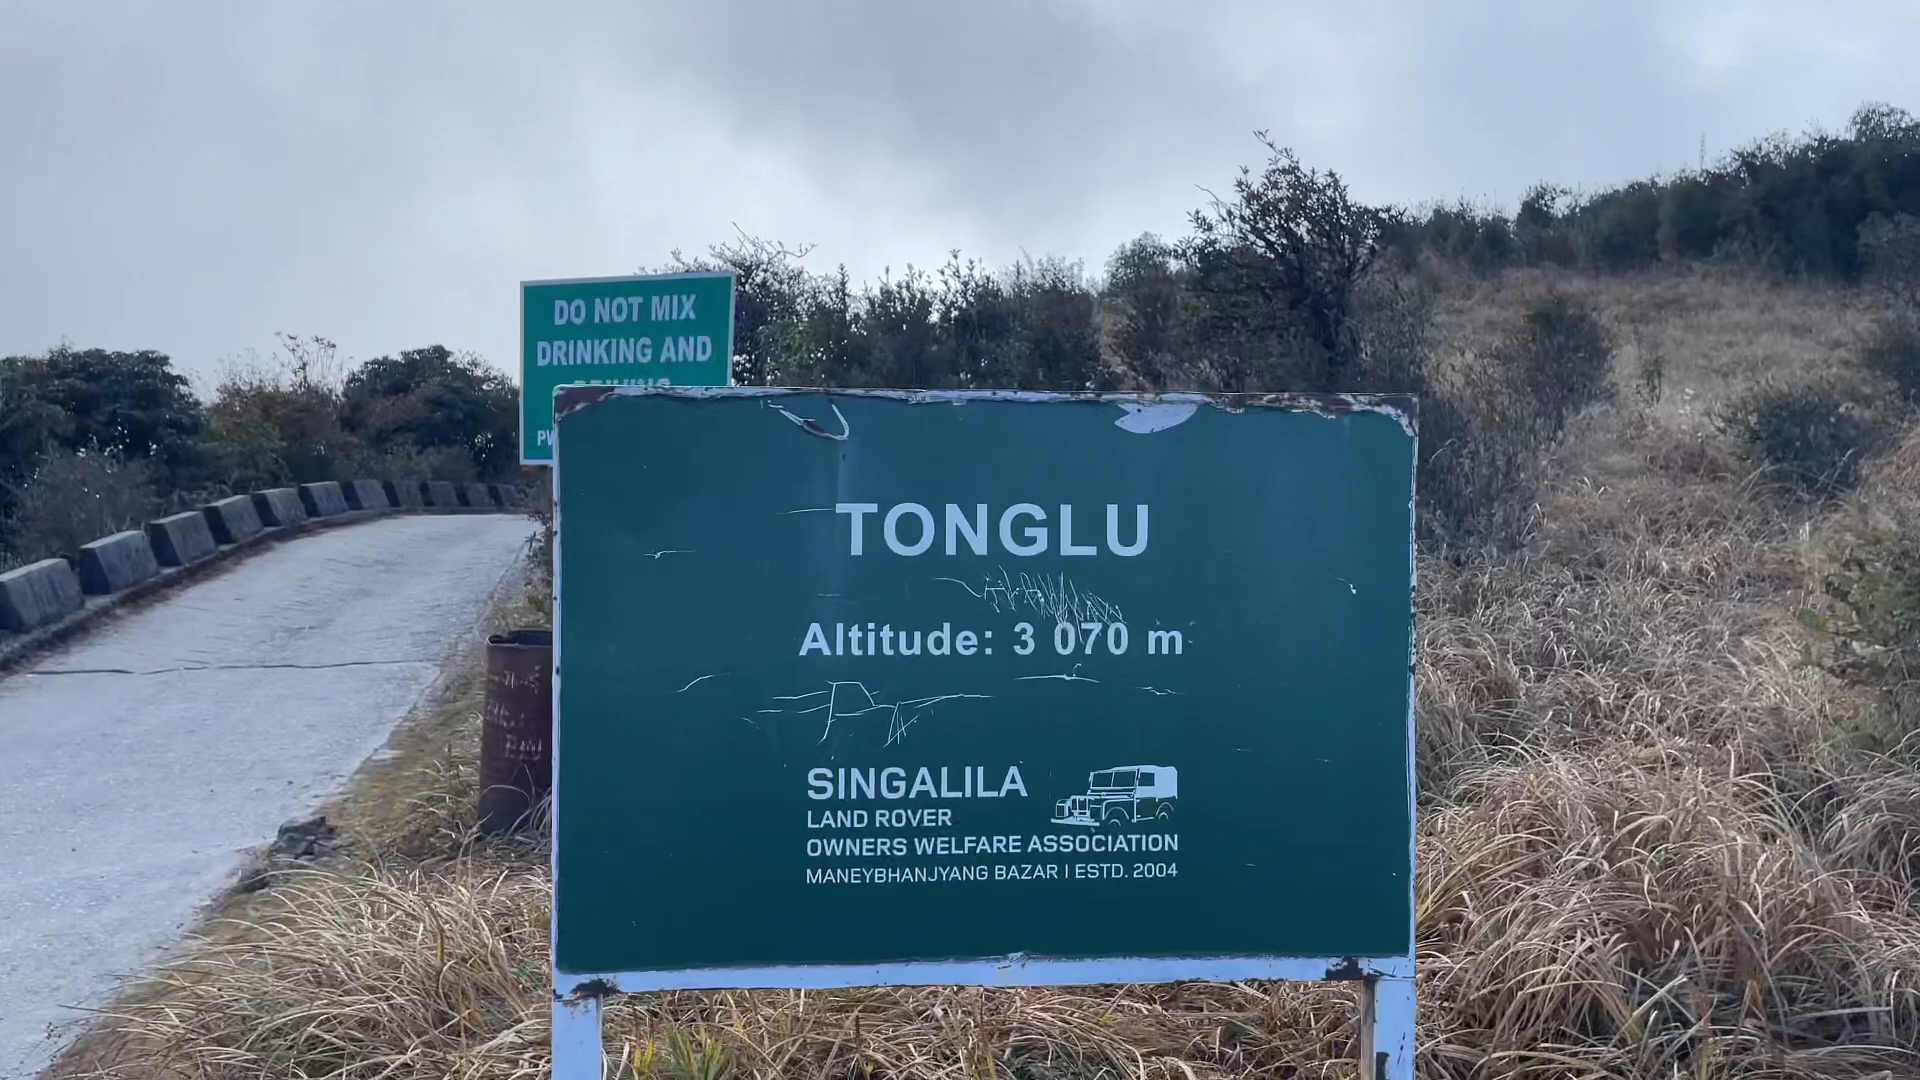 DO NOT MIX
DRINKING AND
TONGLU
Altitude: 3 070 m
SINGALILA
LAND ROVER
OWNERS WELFARE ASSOCIATION
MANEYBHANJYANG BAZAR | ESTD. 2004